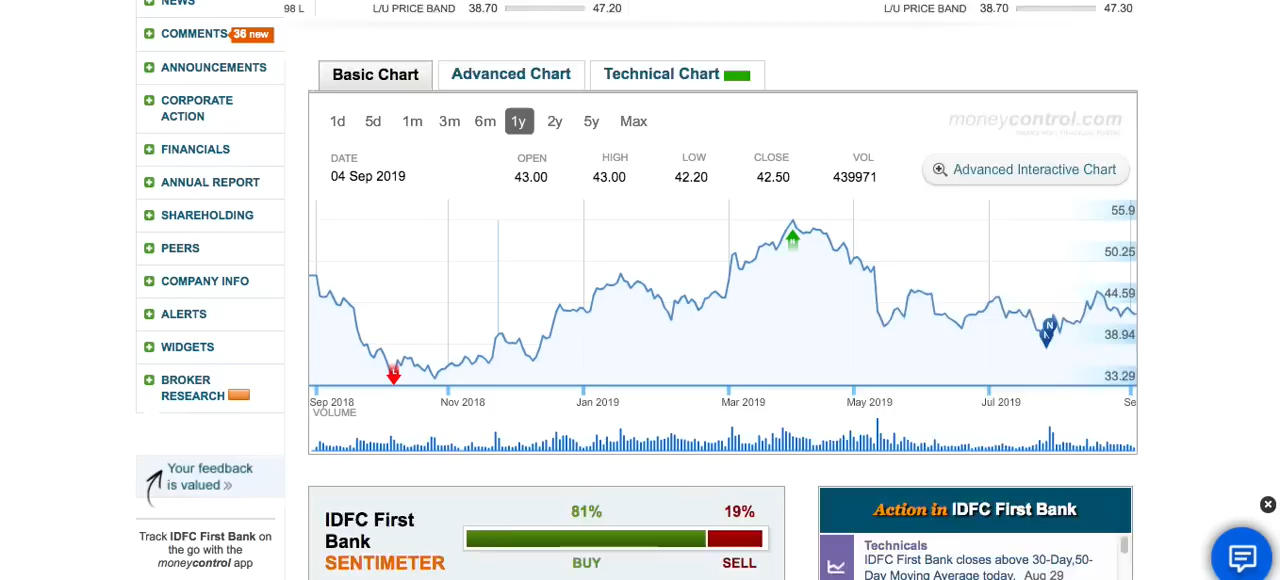 NEWS
98 L
L/U PRICE BAND 38.70 47.20
L/U PRICE BAND 38.70 47.30
COMMENTS 36 new
ANNOUNCEMENTS
CORPORATE
ACTION
FINANCIALS
ANNUAL REPORT
SHAREHOLDING
PEERS
COMPANY INFO
ALERTS
WIDGETS
BROKER
RESEARCH
Your feedback
is valued »
Track IDFC First Bank on
the go with the
moneycontrol app
Basic Chart Advanced Chart Technical Chart
1d 5d 1m 3m 6m 1y 2y 5y Max
moneycontrol.com
DATE OPEN HIGH LOW CLOSE VOL
04 Sep 2019 43.00 43.00 42.20 42.50 439971
Advanced Interactive Chart
55.9
50.25
44.59
38.94
33.29
N
N
Sep 2018 Nov 2018 Jan 2019 Mar 2019 May 2019 Jul 2019 Se
VOLUME
IDFC First
Bank
SENTIMETER
81% 19%
BUY SELL
Action in IDFC First Bank
Technicals
IDFC First Bank closes above 30-Day,50-
Day Moving Average today. Aug 29